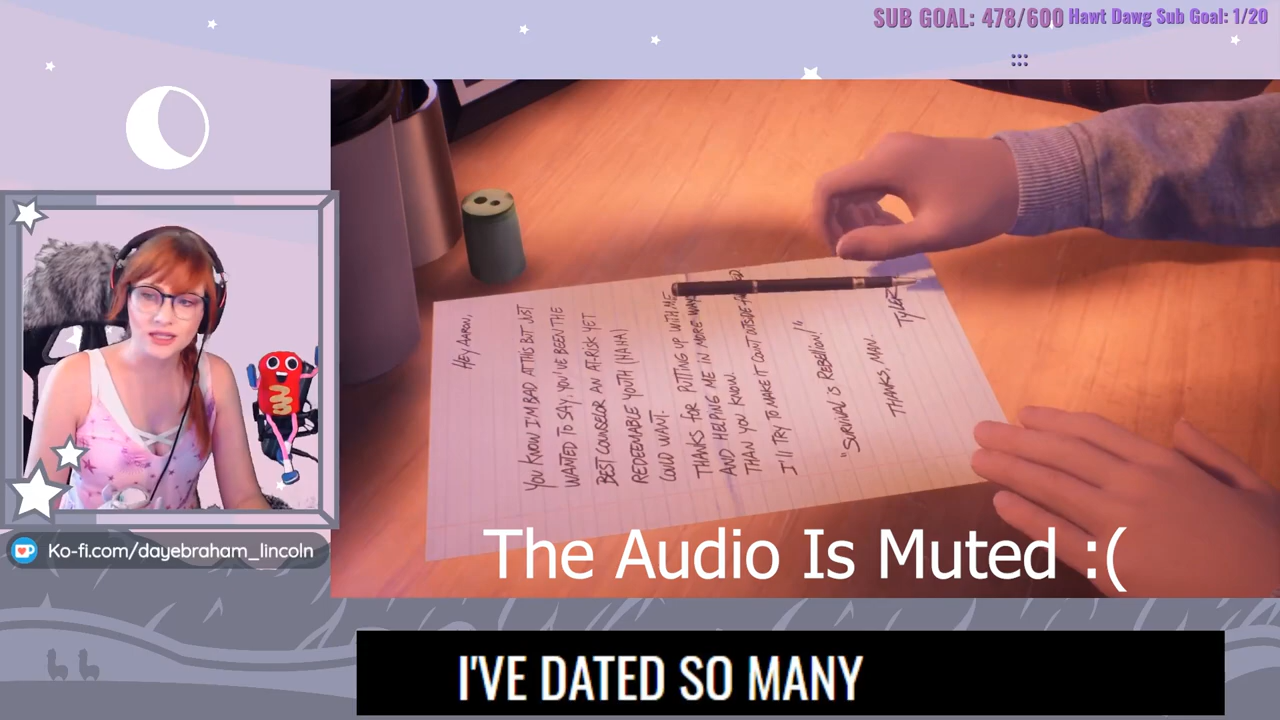 SUB GOAL: 478/600
Hawt Dawg Sub Goal: 1/20
:::
HEY AARON,
YOU KNOW I'M BAD AT THIS BUT JUST
WANTED TO SAY: YOU'VE BEEN THE
BEST COUNSELOR AN AT-RISK YET
REDEEMABLE YOUTH (HAHA)
COULD WANT.
THANKS FOR PUTTING UP WITH ME
AND HELPING ME IN MORE WAYS
THAN YOU KNOW.
I'LL TRY TO MAKE IT COUNT OUTSIDE
"SURVIVAL IS REBELLION!"
THANKS, MAN.
TYLER
The Audio Is Muted :(
Ko-fi.com/dayebraham_lincoln
I'VE DATED SO MANY